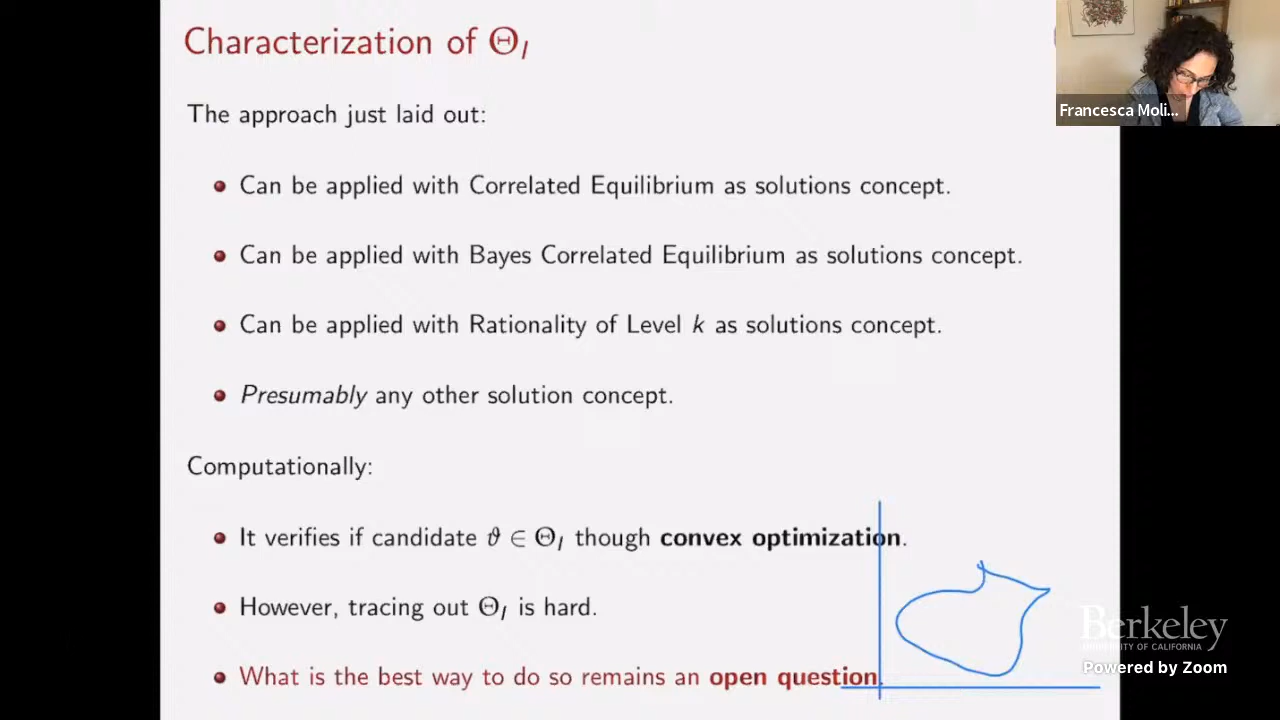 Characterization of Θ_I
The approach just laid out:
Can be applied with Correlated Equilibrium as solutions concept.
Can be applied with Bayes Correlated Equilibrium as solutions concept.
Can be applied with Rationality of Level k as solutions concept.
Presumably any other solution concept.
Computationally:
It verifies if candidate ϑ ∈ Θ_I though convex optimization.
However, tracing out Θ_I is hard.
What is the best way to do so remains an open question.
Francesca Moli...
Berkeley
UNIVERSITY OF CALIFORNIA
Powered by Zoom